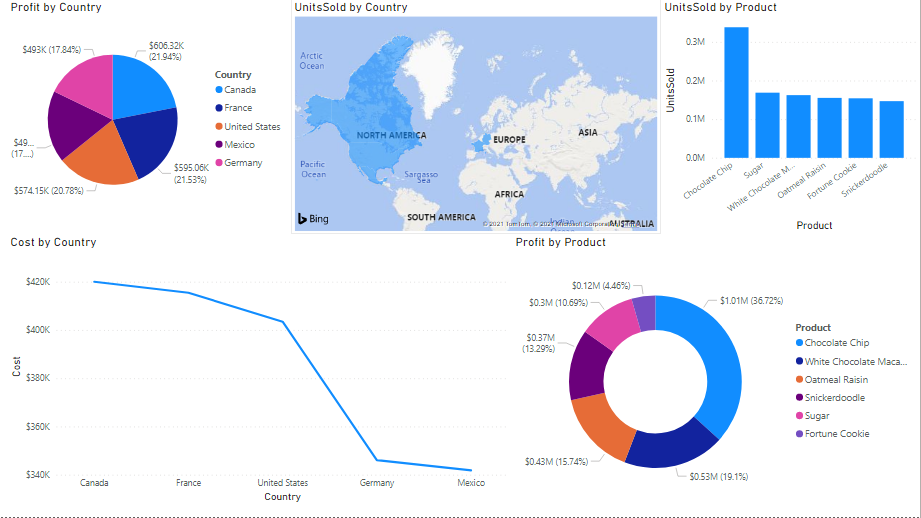 Profit by Country
$493K (17.84%)
$606.32K
(21.94%)
$49...
(17....)
$574.15K (20.78%)
$595.06K
(21.53%)
Country
Canada
France
United States
Mexico
Germany
UnitsSold by Country
Arctic
Ocean
NORTH AMERICA
EUROPE
ASIA
Pacific
Ocean
Sargasso
Sea
AFRICA
SOUTH AMERICA
Indian
Ocean
AUSTRALIA
Bing
© 2021 TomTom, © 2021 Microsoft Corporation
UnitsSold by Product
UnitsSold
0.3M
0.2M
0.1M
0.0M
Chocolate Chip
Sugar
White Chocolate M...
Oatmeal Raisin
Fortune Cookie
Snickerdoodle
Product
Cost by Country
Cost
$420K
$400K
$380K
$360K
$340K
Canada
France
United States
Germany
Mexico
Country
Profit by Product
$0.12M (4.46%)
$0.3M (10.69%)
$0.37M
(13.29%)
$0.43M (15.74%)
$0.53M (19.1%)
$1.01M (36.72%)
Product
Chocolate Chip
White Chocolate Maca...
Oatmeal Raisin
Snickerdoodle
Sugar
Fortune Cookie